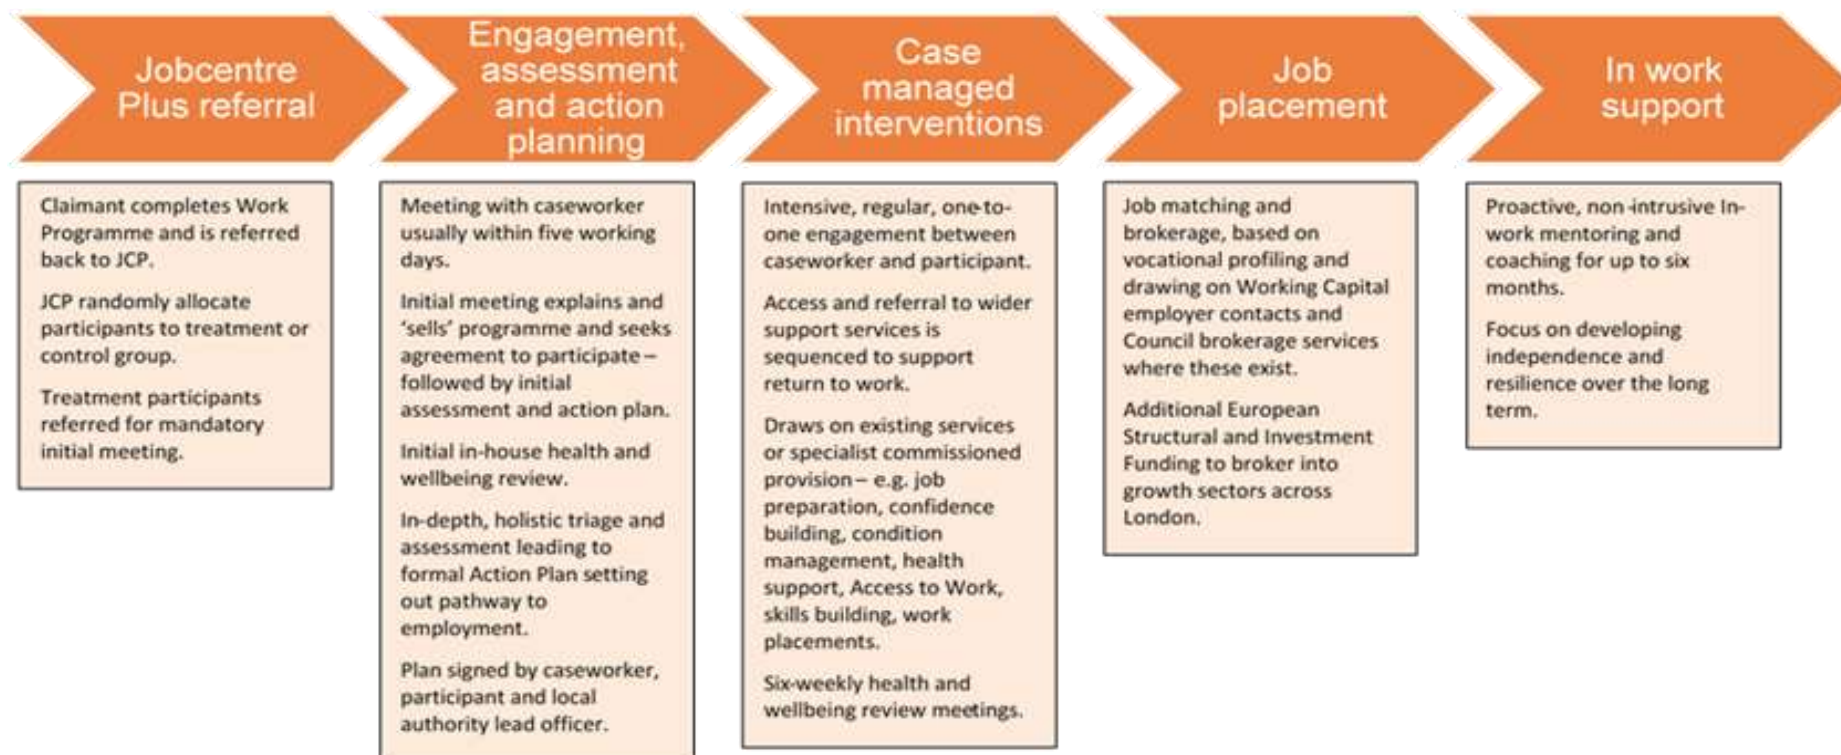 Jobcentre
Plus referral
Engagement,
assessment
and action
planning
Case
managed
interventions
Job
placement
In work
support
Claimant completes Work
Programme and is referred
back to JCP.
JCP randomly allocate
participants to treatment or
control group.
Treatment participants
referred for mandatory
initial meeting.
Meeting with caseworker
usually within five working
days.
Initial meeting explains and
‘sells’ programme and seeks
agreement to participate –
followed by initial
assessment and action plan.
Initial in-house health and
wellbeing review.
In-depth, holistic triage and
assessment leading to
formal Action Plan setting
out pathway to
employment.
Plan signed by caseworker,
participant and local
authority lead officer.
Intensive, regular, one-to-
one engagement between
caseworker and participant.
Access and referral to wider
support services is
sequenced to support
return to work.
Draws on existing services
or specialist commissioned
provision – e.g. job
preparation, confidence
building, condition
management, health
support, Access to Work,
skills building, work
placements.
Six-weekly health and
wellbeing review meetings.
Job matching and
brokerage, based on
vocational profiling and
drawing on Working Capital
employer contacts and
Council brokerage services
where these exist.
Additional European
Structural and Investment
Funding to broker into
growth sectors across
London.
Proactive, non -intrusive In-
work mentoring and
coaching for up to six
months.
Focus on developing
independence and
resilience over the long
term.